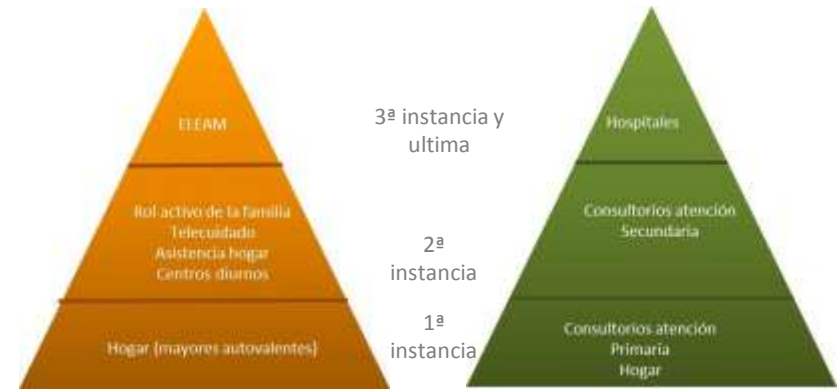 ELEAM
Rol activo de la familia
Telecuidado
Asistencia hogar
Centros diurnos
Hogar (mayores autovalentes)
3ª instancia y
ultima
2ª
instancia
1ª
instancia
Hospitales
Consultorios atención
Secundaria
Consultorios atención
Primaria
Hogar